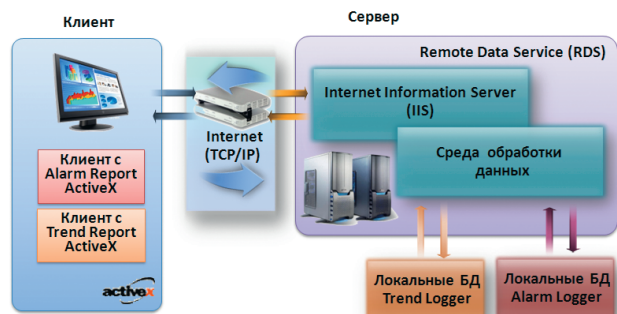 Клиент
Сервер
Remote Data Service (RDS)
Internet Information Server
(IIS)
Среда обработки
данных
Internet
(TCP/IP)
Клиент с
Alarm Report
ActiveX
Клиент с
Trend Report
ActiveX
activex
Локальные БД
Trend Logger
Локальные БД
Alarm Logger